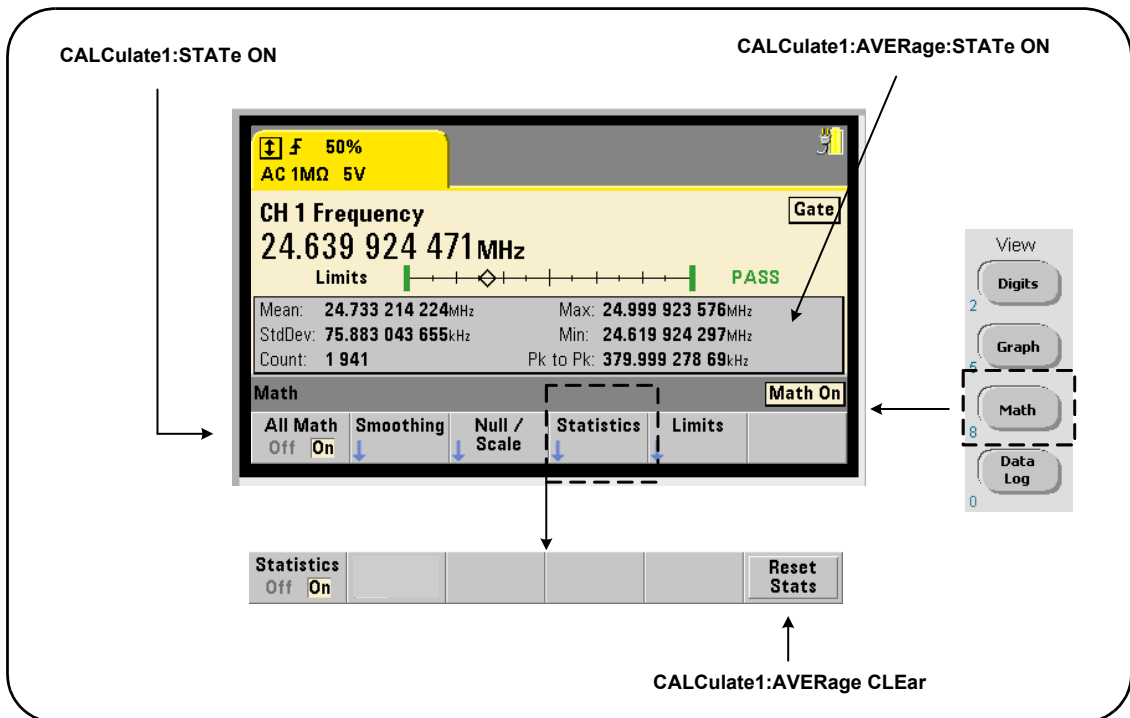 CALCulate1:STATe ON
CALCulate1:AVERage:STATe ON
50%
AC 1MΩ 5V
CH 1 Frequency
Gate
24.639 924 471 MHz
Limits
PASS
Mean: 24.733 214 224MHz
Max: 24.999 923 576MHz
StdDev: 75.883 043 655kHz
Min: 24.619 924 297MHz
Count: 1 941
Pk to Pk: 379.999 278 69kHz
Math
Math On
All Math
Off On
Smoothing
Null /
Scale
Statistics
Limits
View
Digits
2
Graph
5
Math
8
Data
Log
0
Statistics
Off On
Reset
Stats
CALCulate1:AVERage CLEar